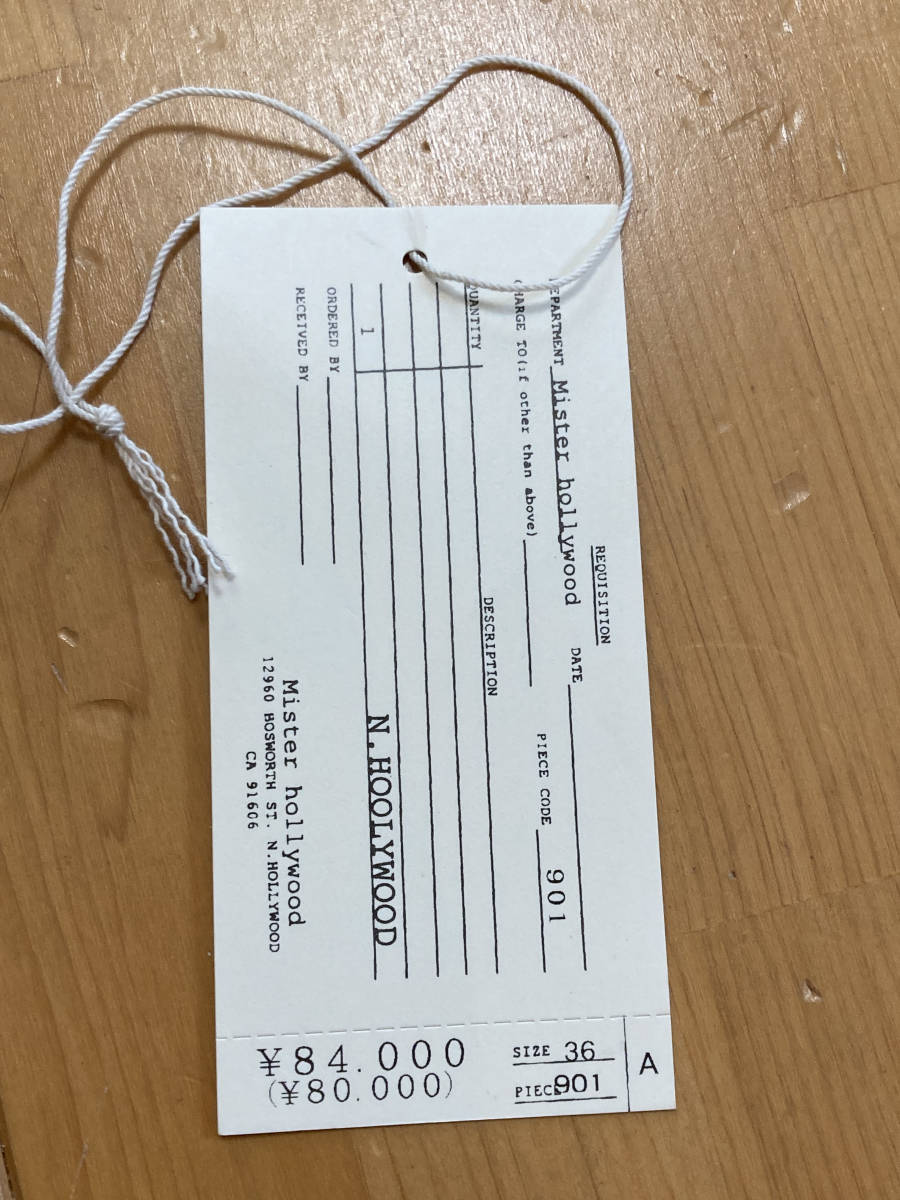 REQUISITION
DEPARTMENT Mister hollywood DATE
CHARGE TO(if other than above) PIECE CODE 901
QUANTITY DESCRIPTION
1 N.HOOLYWOOD
ORDERED BY
RECEIVED BY
Mister hollywood
12960 BOSWORTH ST. N.HOLLYWOOD
CA 91606
¥84.000
(¥80.000)
SIZE 36
PIECE 901
A